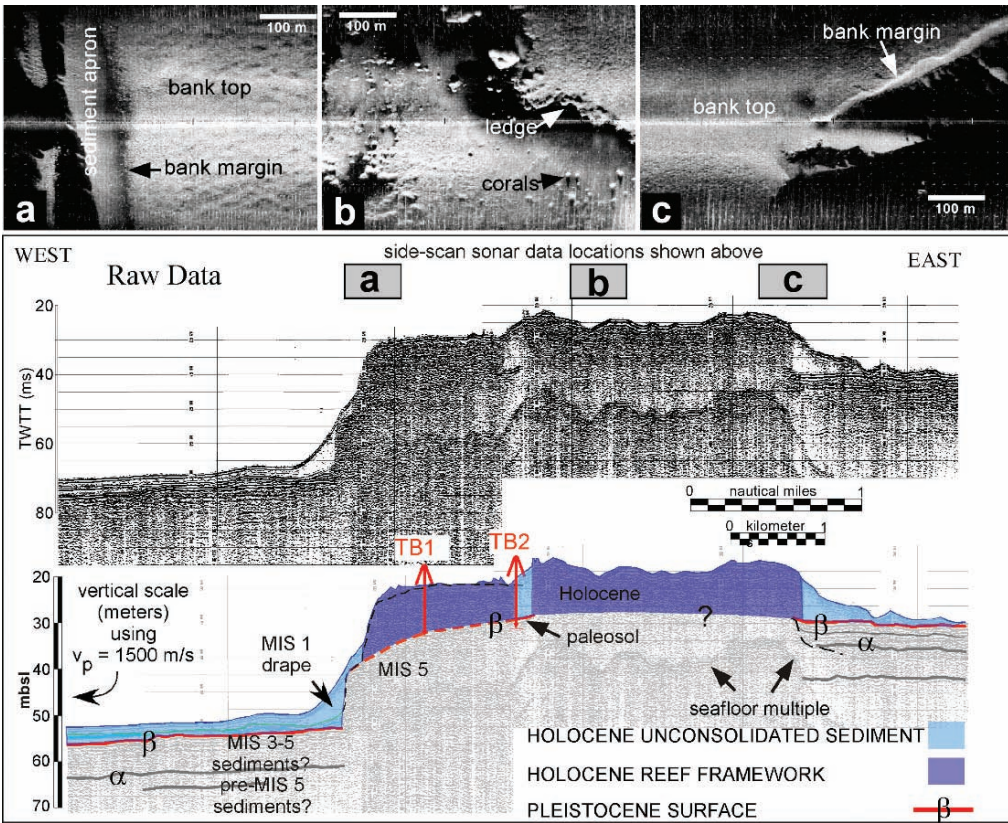 100 m
sediment apron
bank top
bank margin
a
100 m
ledge
corals
b
bank margin
bank top
100 m
c
WEST
side-scan sonar data locations shown above
EAST
Raw Data
a
b
c
20
40
60
80
TWTT (ms)
0 nautical miles 1
0 kilometer 1
TB1
TB2
20
30
40
50
60
70
mbsl
vertical scale
(meters)
using
vₚ = 1500 m/s
MIS 1
drape
MIS 5
β
paleosol
Holocene
?
β
α
seafloor multiple
β
α
MIS 3-5
sediments?
pre-MIS 5
sediments?
HOLOCENE UNCONSOLIDATED SEDIMENT
HOLOCENE REEF FRAMEWORK
PLEISTOCENE SURFACE β